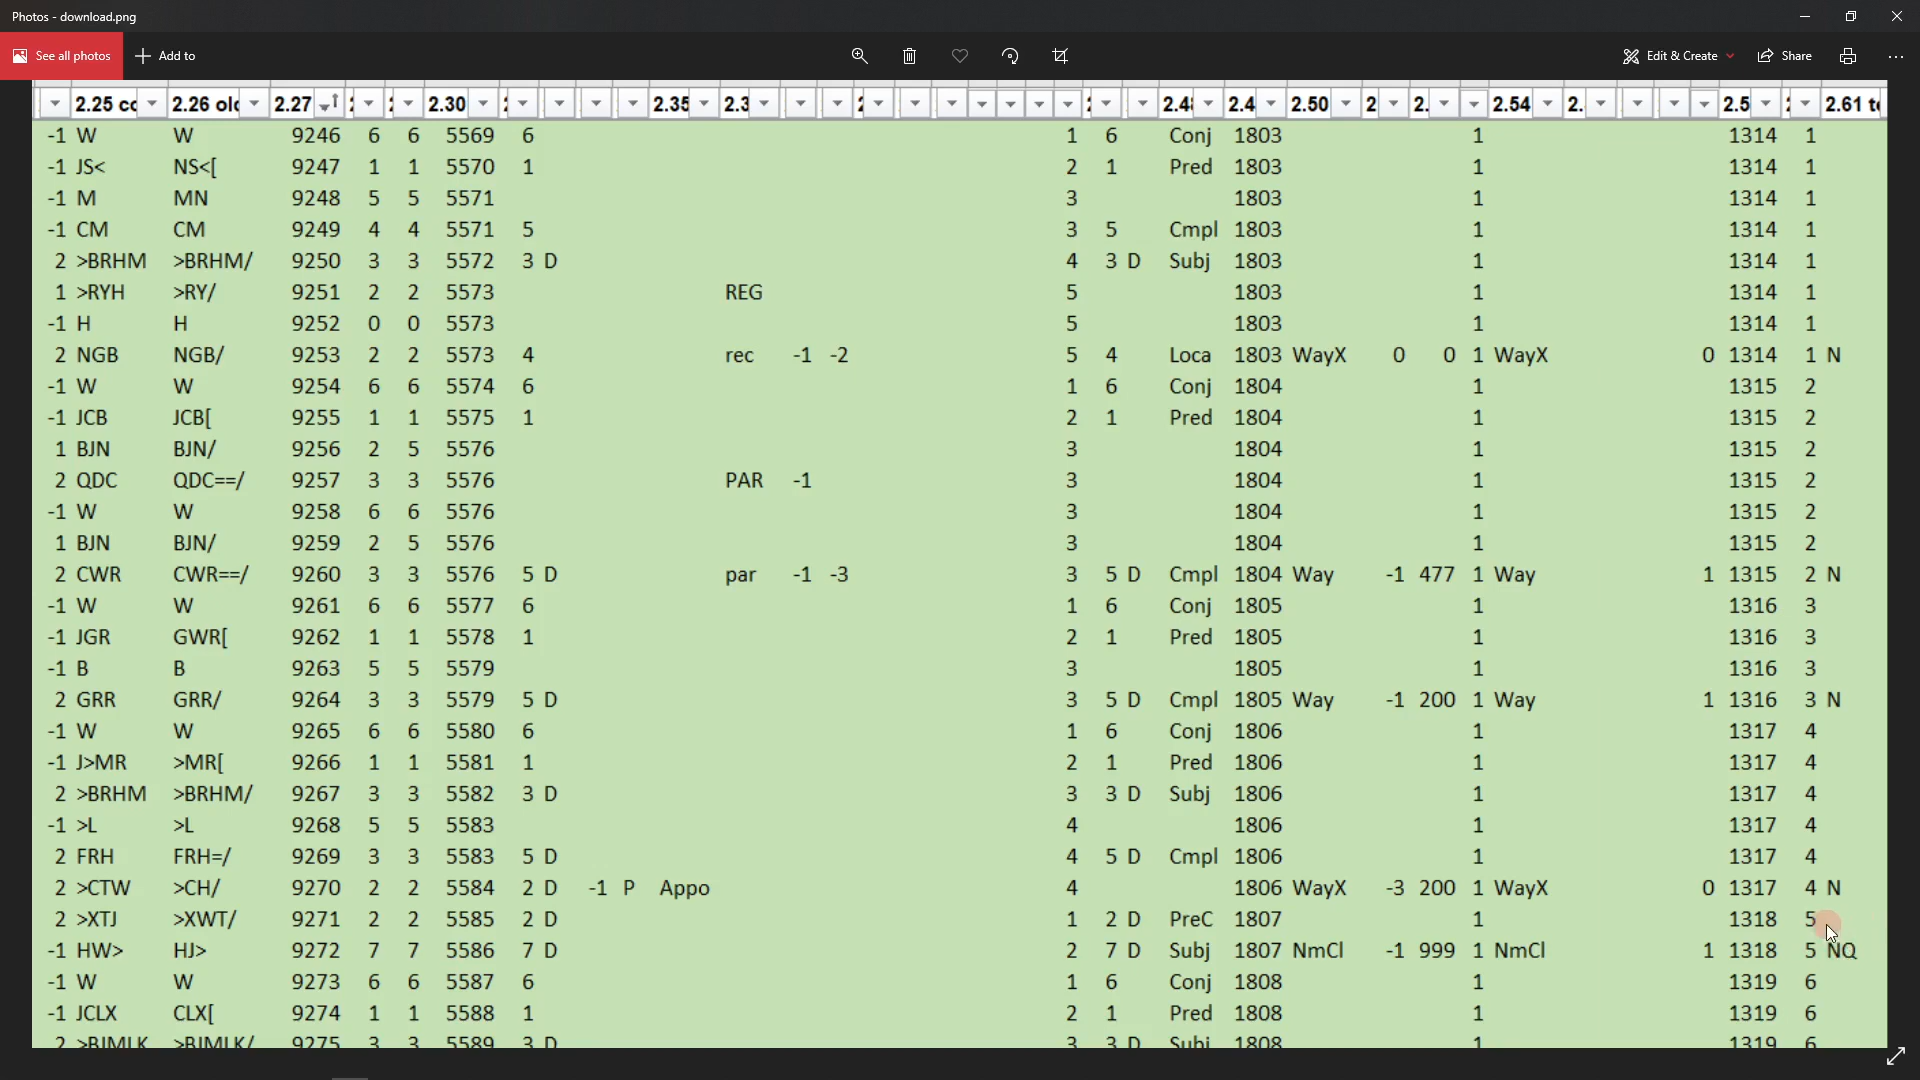 Photos - download.png
See all photos Add to Edit & Create Share
2.25 cc 2.26 old 2.27 2.30 2.35 2.3 2.48 2.4 2.50 2 2. 2.54 2. 2.5 2.61 te
-1 W W 9246 6 6 5569 6 1 6 Conj 1803 1 1314 1
-1 JS< NS<[ 9247 1 1 5570 1 2 1 Pred 1803 1 1314 1
-1 M MN 9248 5 5 5571 3 1803 1 1314 1
-1 CM CM 9249 4 4 5571 5 3 5 Cmpl 1803 1 1314 1
2 >BRHM >BRHM/ 9250 3 3 5572 3 D 4 3 D Subj 1803 1 1314 1
1 >RYH >RY/ 9251 2 2 5573 REG 5 1803 1 1314 1
-1 H H 9252 0 0 5573 5 1803 1 1314 1
2 NGB NGB/ 9253 2 2 5573 4 rec -1 -2 5 4 Loca 1803 WayX 0 0 1 WayX 0 1314 1 N
-1 W W 9254 6 6 5574 6 1 6 Conj 1804 1 1315 2
-1 JCB JCB[ 9255 1 1 5575 1 2 1 Pred 1804 1 1315 2
1 BJN BJN/ 9256 2 5 5576 3 1804 1 1315 2
2 QDC QDC==/ 9257 3 3 5576 PAR -1 3 1804 1 1315 2
-1 W W 9258 6 6 5576 3 1804 1 1315 2
1 BJN BJN/ 9259 2 5 5576 3 1804 1 1315 2
2 CWR CWR==/ 9260 3 3 5576 5 D par -1 -3 3 5 D Cmpl 1804 Way -1 477 1 Way 1 1315 2 N
-1 W W 9261 6 6 5577 6 1 6 Conj 1805 1 1316 3
-1 JGR GWR[ 9262 1 1 5578 1 2 1 Pred 1805 1 1316 3
-1 B B 9263 5 5 5579 3 1805 1 1316 3
2 GRR GRR/ 9264 3 3 5579 5 D 3 5 D Cmpl 1805 Way -1 200 1 Way 1 1316 3 N
-1 W W 9265 6 6 5580 6 1 6 Conj 1806 1 1317 4
-1 J>MR >MR[ 9266 1 1 5581 1 2 1 Pred 1806 1 1317 4
2 >BRHM >BRHM/ 9267 3 3 5582 3 D 3 3 D Subj 1806 1 1317 4
-1 >L >L 9268 5 5 5583 4 1806 1 1317 4
2 FRH FRH=/ 9269 3 3 5583 5 D 4 5 D Cmpl 1806 1 1317 4
2 >CTW >CH/ 9270 2 2 5584 2 D -1 P Appo 4 1806 WayX -3 200 1 WayX 0 1317 4 N
2 >XTJ >XWT/ 9271 2 2 5585 2 D 1 2 D PreC 1807 1 1318 5
-1 HW> HJ> 9272 7 7 5586 7 D 2 7 D Subj 1807 NmCl -1 999 1 NmCl 1 1318 5 NQ
-1 W W 9273 6 6 5587 6 1 6 Conj 1808 1 1319 6
-1 JCLX CLX[ 9274 1 1 5588 1 2 1 Pred 1808 1 1319 6
2 >BJMLK >BJMLK/ 9275 3 3 5589 3 D 3 3 D Subj 1808 1 1319 6